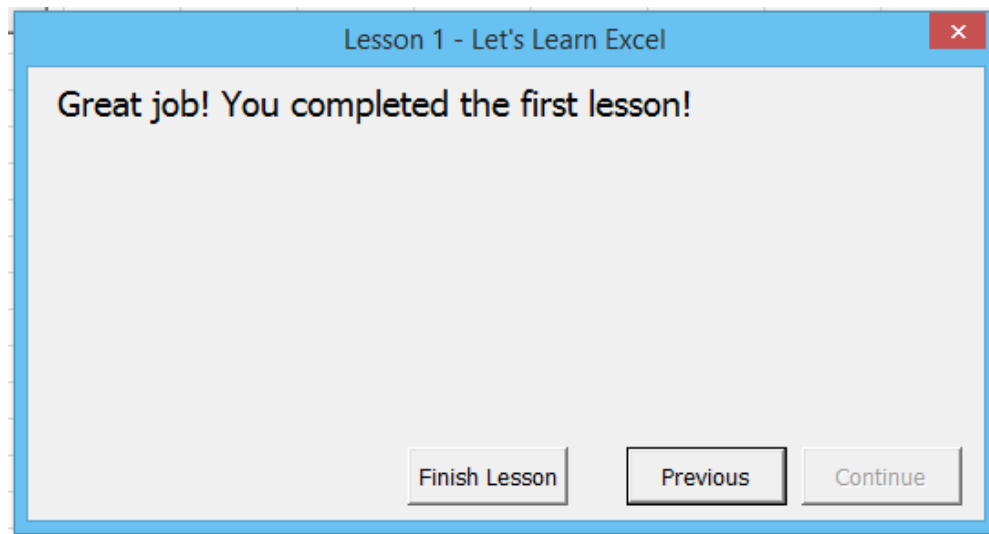 Lesson 1 - Let's Learn Excel
Great job! You completed the first lesson!
Finish Lesson Previous Continue